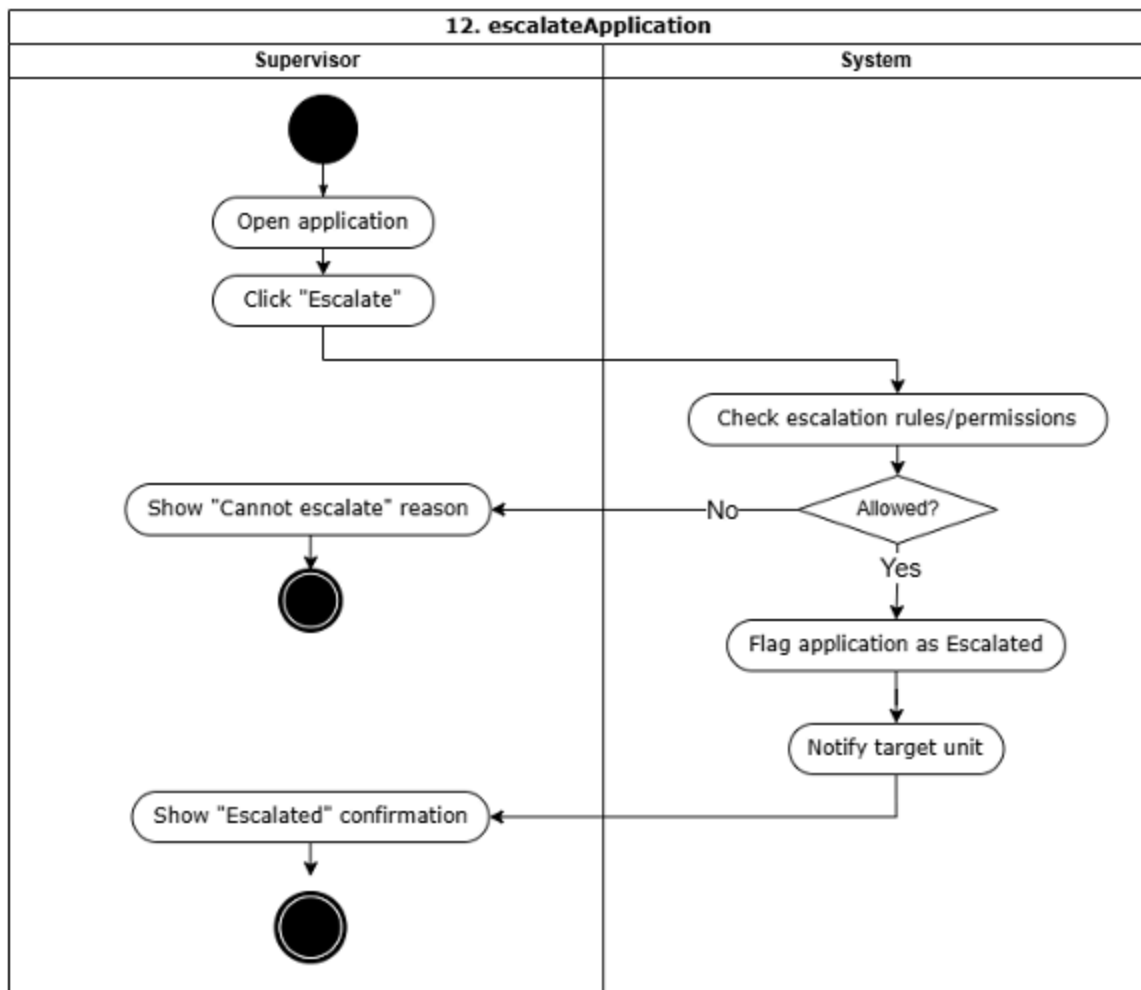 12. escalateApplication
Supervisor
System
Open application
Click "Escalate"
Check escalation rules/permissions
Show "Cannot escalate" reason
No
Allowed?
Yes
Flag application as Escalated
Notify target unit
Show "Escalated" confirmation